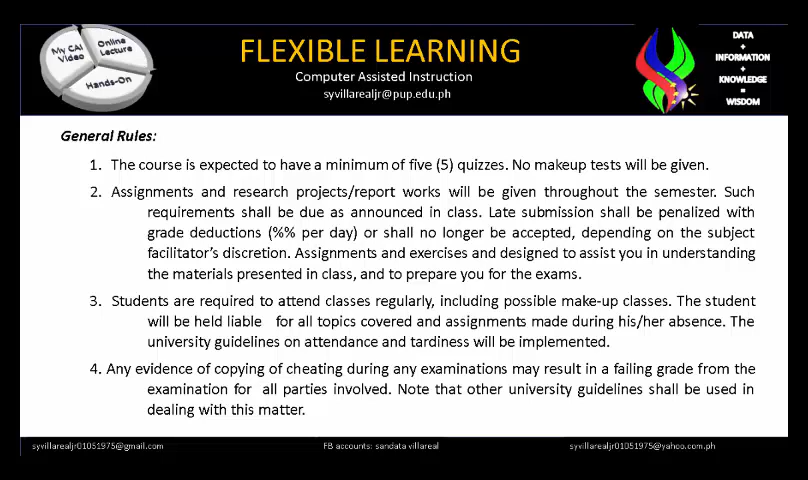 My CAI
Video
Online
Lecture
Hands-On
FLEXIBLE LEARNING
Computer Assisted Instruction
syvillarealjr@pup.edu.ph
DATA
+
INFORMATION
+
KNOWLEDGE
=
WISDOM
General Rules:
1. The course is expected to have a minimum of five (5) quizzes. No makeup tests will be given.
2. Assignments and research projects/report works will be given throughout the semester. Such
requirements shall be due as announced in class. Late submission shall be penalized with
grade deductions (%% per day) or shall no longer be accepted, depending on the subject
facilitator's discretion. Assignments and exercises and designed to assist you in understanding
the materials presented in class, and to prepare you for the exams.
3. Students are required to attend classes regularly, including possible make-up classes. The student
will be held liable for all topics covered and assignments made during his/her absence. The
university guidelines on attendance and tardiness will be implemented.
4. Any evidence of copying of cheating during any examinations may result in a failing grade from the
examination for all parties involved. Note that other university guidelines shall be used in
dealing with this matter.
syvillarealjr01051975@gmail.com
FB accounts: sandata villareal
syvillarealjr01051975@yahoo.com.ph